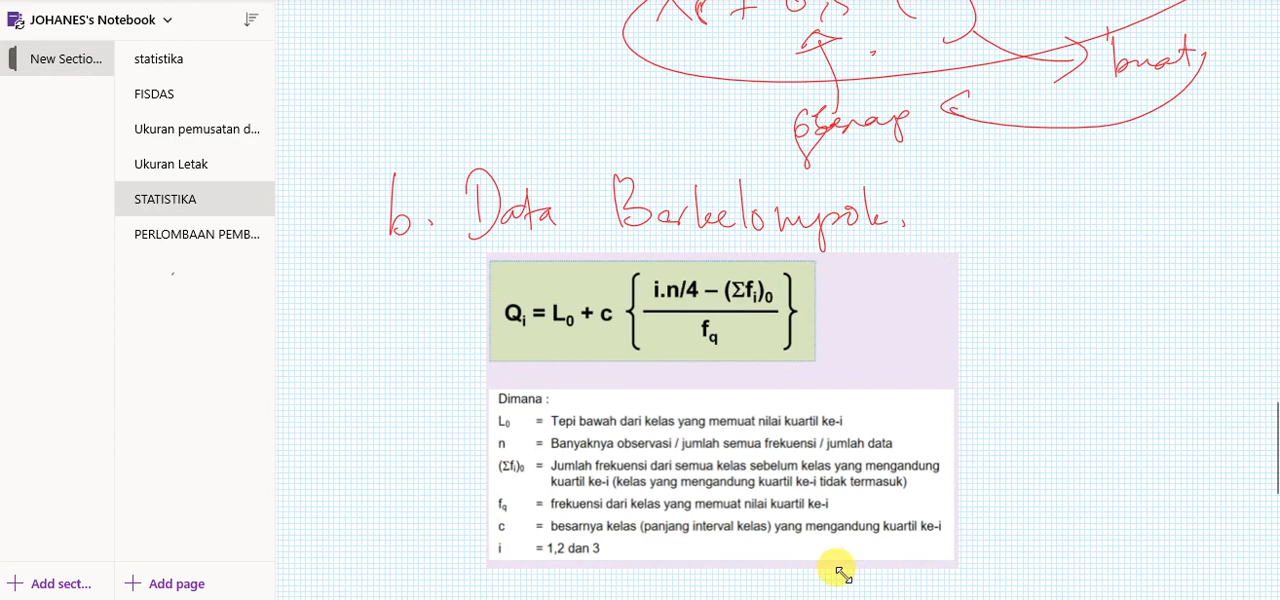 JOHANES's Notebook
New Sectio...
statistika
FISDAS
Ukuran pemusatan d...
Ukuran Letak
STATISTIKA
PERLOMBAAN PEMB...
Add sect...
Add page
buat
b. Data Berkelompok.
Qi = L0 + c { i.n/4 – (Σfi)0 / fq }
Dimana :
L0 = Tepi bawah dari kelas yang memuat nilai kuartil ke-i
n = Banyaknya observasi / jumlah semua frekuensi / jumlah data
(Σfi)0 = Jumlah frekuensi dari semua kelas sebelum kelas yang mengandung
kuartil ke-i (kelas yang mengandung kuartil ke-i tidak termasuk)
fq = frekuensi dari kelas yang memuat nilai kuartil ke-i
c = besarnya kelas (panjang interval kelas) yang mengandung kuartil ke-i
i = 1,2 dan 3